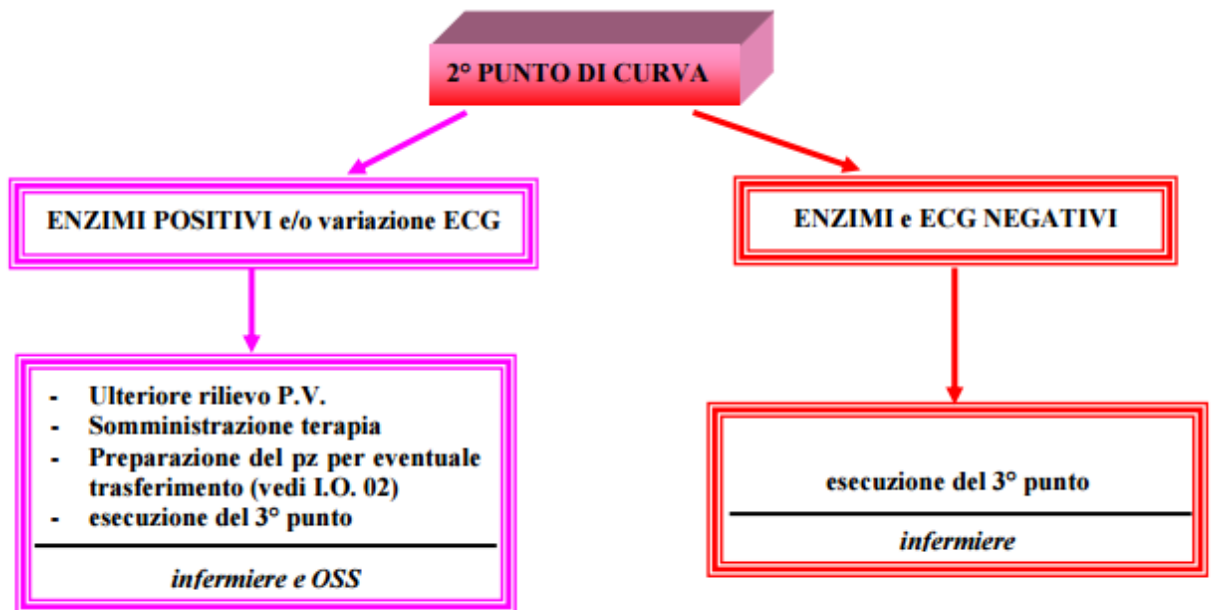 2° PUNTO DI CURVA
ENZIMI POSITIVI e/o variazione ECG
ENZIMI e ECG NEGATIVI
- Ulteriore rilievo P.V.
- Somministrazione terapia
- Preparazione del pz per eventuale
trasferimento (vedi I.O. 02)
- esecuzione del 3° punto
infermiere e OSS
esecuzione del 3° punto
infermiere